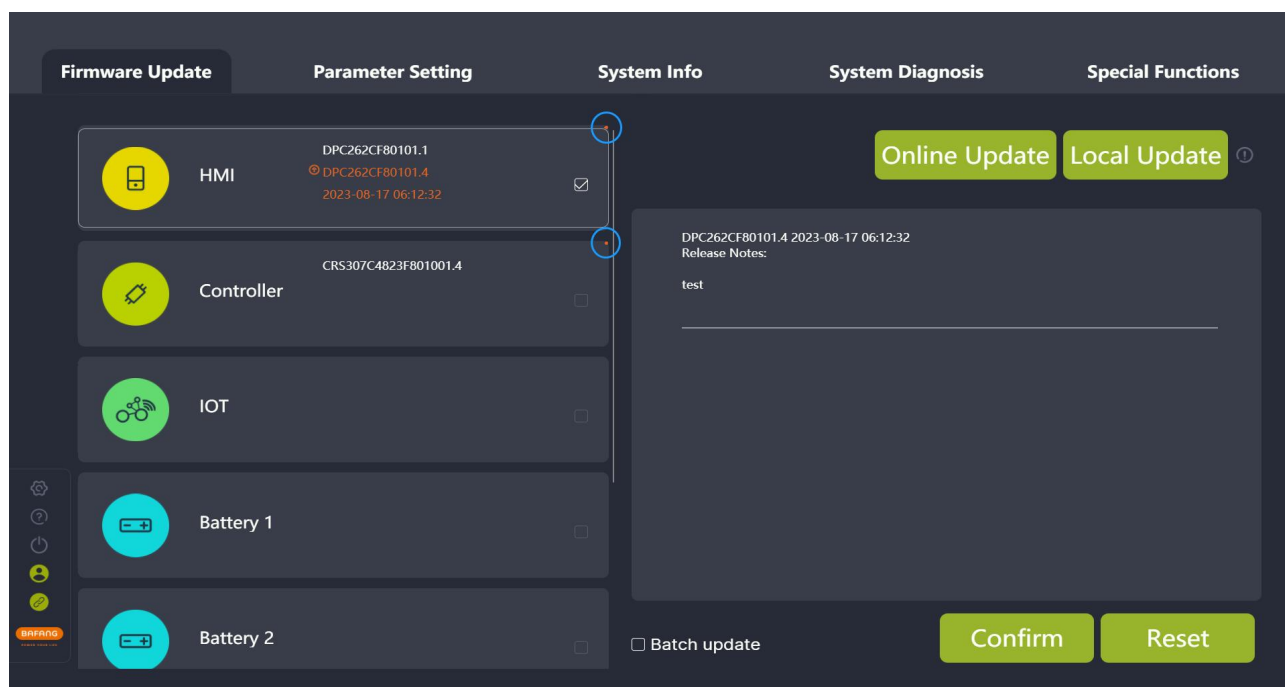 Firmware Update
Parameter Setting
System Info
System Diagnosis
Special Functions
HMI
DPC262CF80101.1
DPC262CF80101.4
2023-08-17 06:12:32
Controller
CRS307C4823F801001.4
IOT
Battery 1
Battery 2
Online Update
Local Update
DPC262CF80101.4 2023-08-17 06:12:32
Release Notes:
test
Batch update
Confirm
Reset
BAFANG